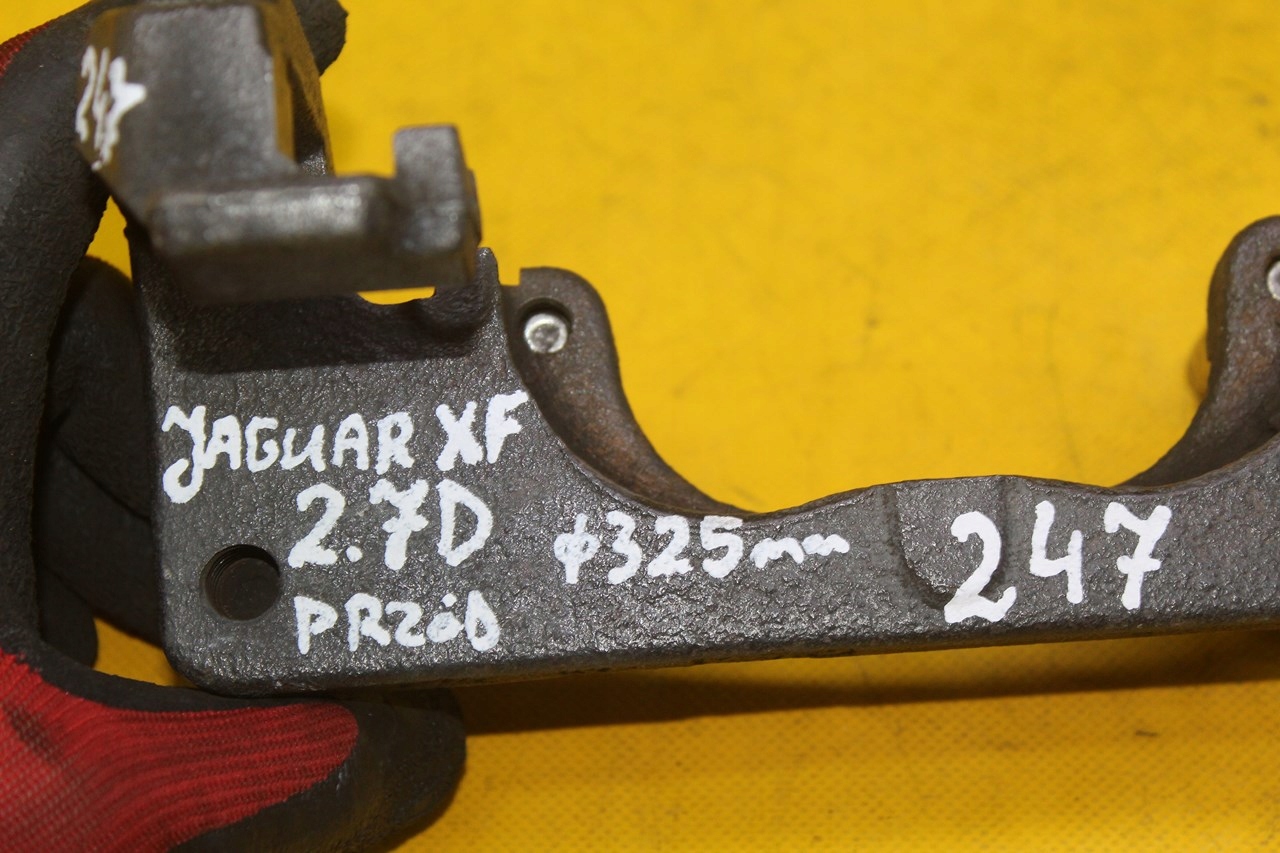 247
JAGUAR XF
2.7D
PRZÓD
φ325mm
247